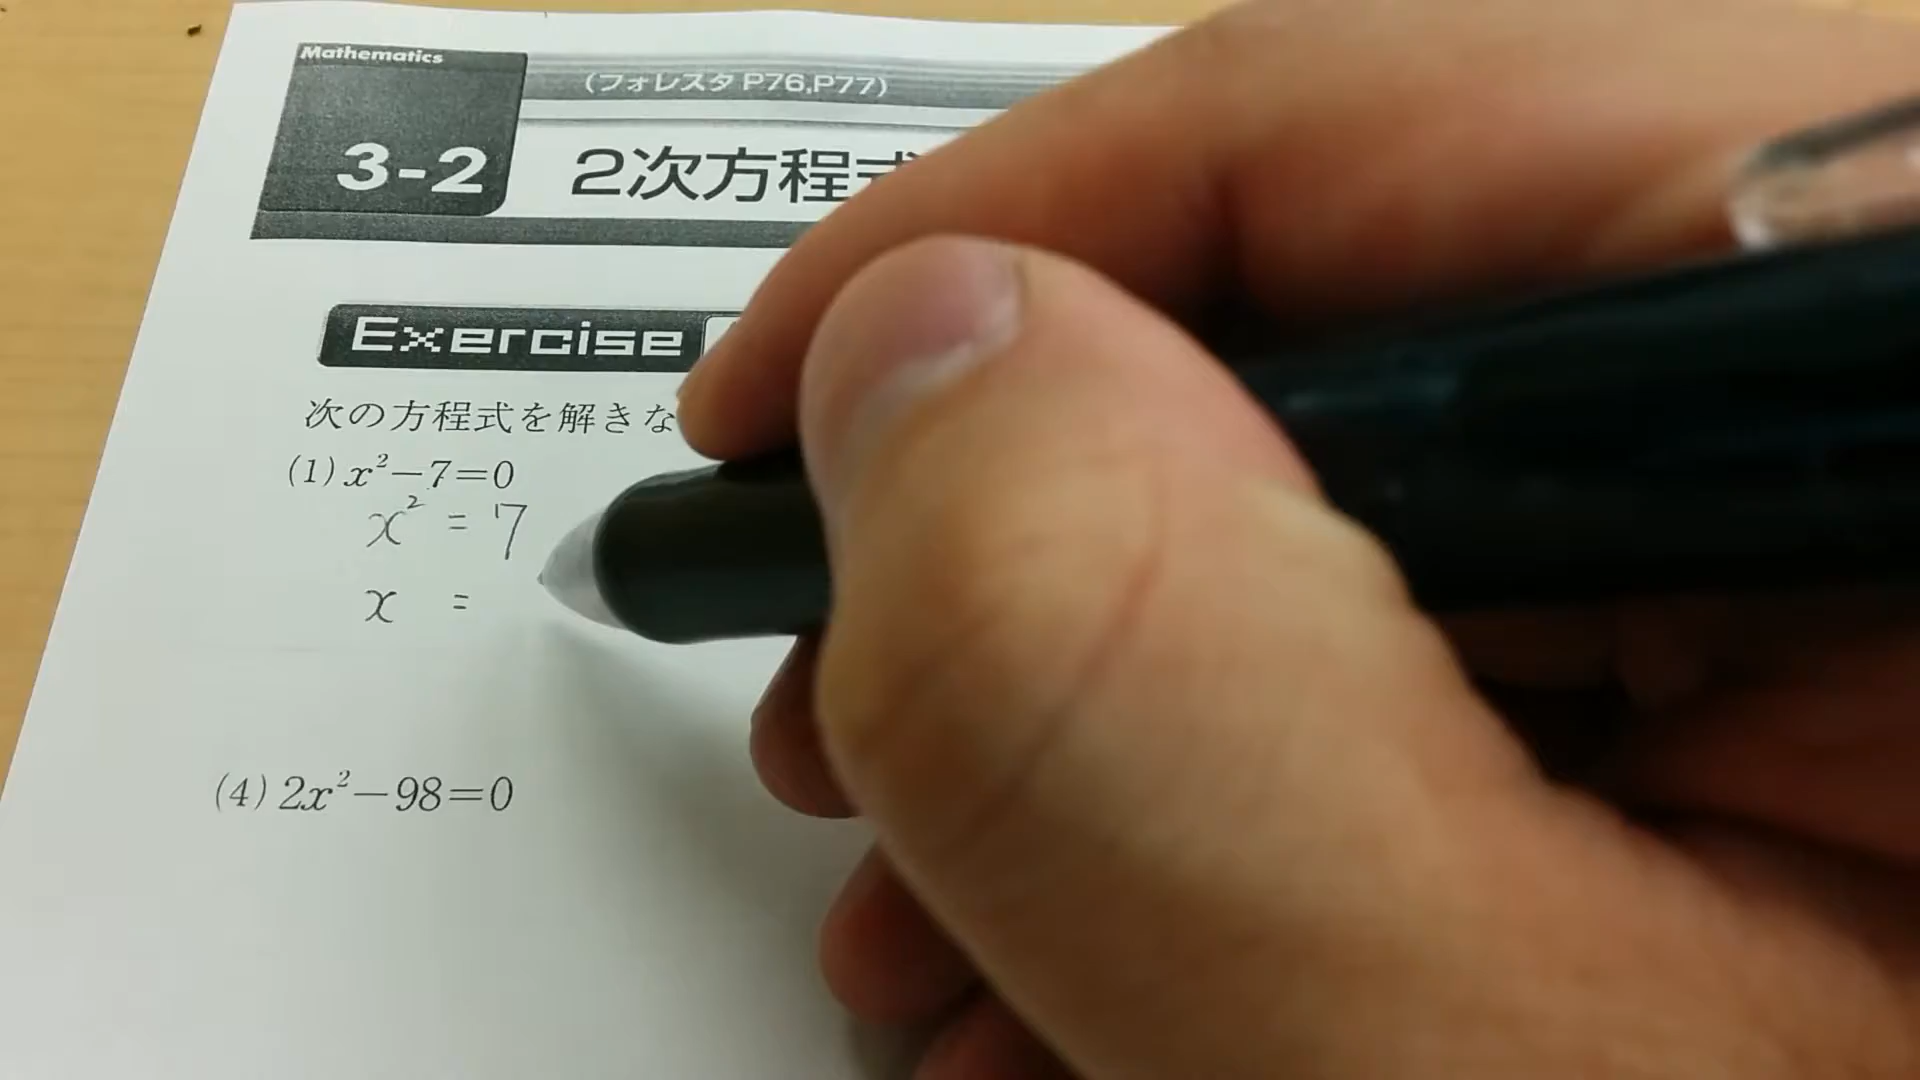 Mathematics
(フォレスタ P76,P77)
3-2
2次方程式
Exercise
次の方程式を解きな
(1) x²−7=0
x² = 7
x =
(4) 2x²−98=0